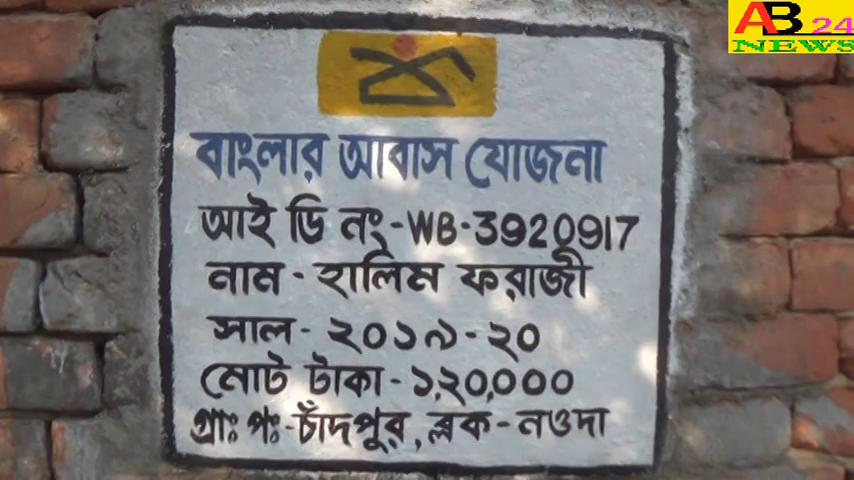 AB 24
NEWS
বাংলার আবাস যোজনা
আই ডি নং-WB-3920917
নাম - হালিম ফরাজী
সাল - ২০১৯-২০
মোট টাকা - ১,২০,০০০
গ্রাঃ পঃ-চাঁদপুর, ব্লক - নওদা